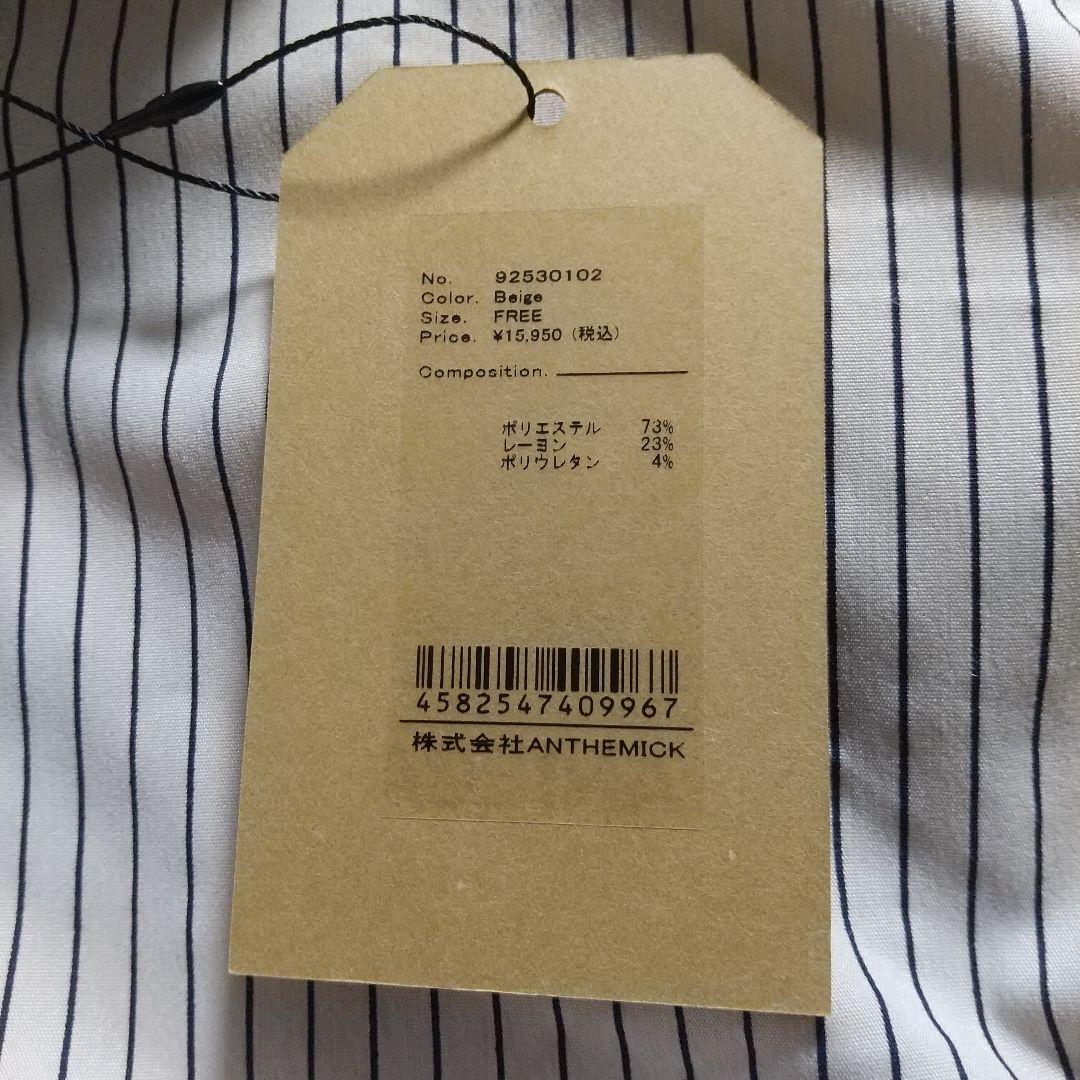 No. 92530102
Color. Beige
Size. FREE
Price. ¥15,950 (税込)
Composition.
ポリエステル 73%
レーヨン 23%
ポリウレタン 4%
4582547409967
株式会社ANTHEMICK